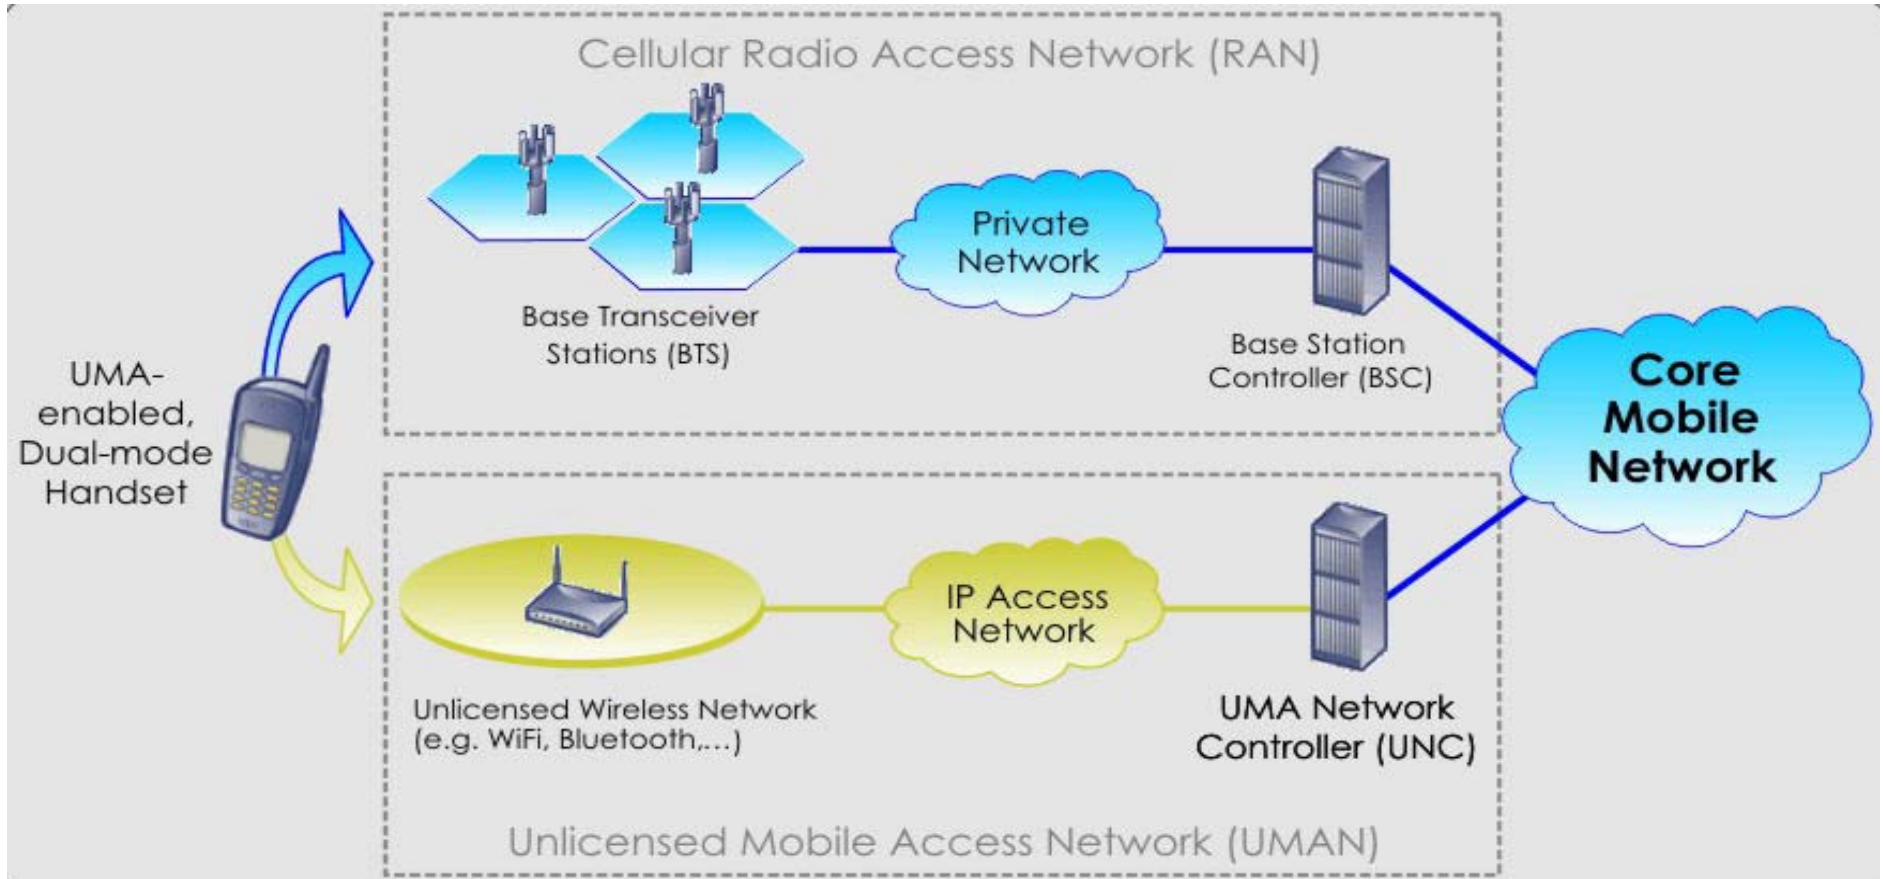 Cellular Radio Access Network (RAN)
Private
Network
Base Transceiver
Stations (BTS)
Base Station
Controller (BSC)
UMA-
enabled,
Dual-mode
Handset
Core
Mobile
Network
IP Access
Network
Unlicensed Wireless Network
(e.g. WiFi, Bluetooth,...)
UMA Network
Controller (UNC)
Unlicensed Mobile Access Network (UMAN)